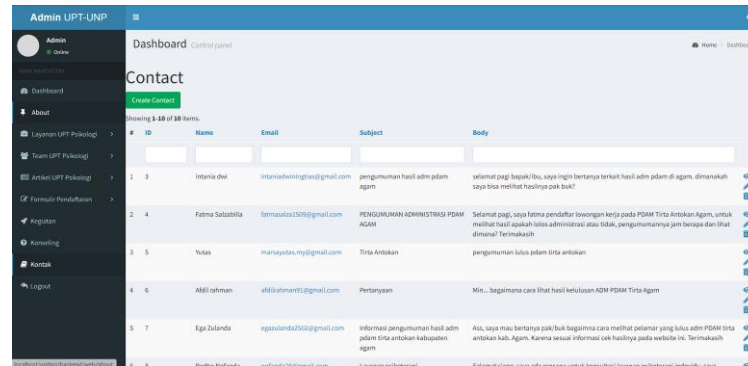 Admin UPT-UNP
Admin
Online
MAIN NAVIGATION
Dashboard
About
Layanan UPT Psikologi
Team UPT Psikologi
Artikel UPT Psikologi
Formulir Pendaftaran
Kegiatan
Konseling
Kontak
Logout
Dashboard Control panel
Home
Contact
Create Contact
Showing 1-10 of 10 items.
# ID Name Email Subject Body
1 3 intania dwi intaniadwiningtias@gmail.com pengumuman hasil adm pdam agam selamat pagi bapak/ibu, saya ingin bertanya terkait hasil adm pdam di agam. dimanakah
saya bisa melihat hasilnya pak buk?
2 4 Fatma Salzabilla fatmasalza1509@gmail.com PENGUMUMAN ADMINISTRASI PDAM AGAM Selamat pagi, saya fatma pendaftar lowongan kerja pada PDAM Tirta Antokan Agam, untuk
melihat hasil apakah lolos administrasi atau tidak, pengumumannya jam berapa dan lihat
dimana? Terimakasih
3 5 Yutas Tirta Antokan pengumuman lulus pdam tirta antokan
4 6 Afdil rahman afdilrahman91@gmail.com Pertanyaan Min... bagaimana cara lihat hasil kelulusan ADM PDAM Tirta Agam
5 7 Ega Zulanda egazulanda2502@gmail.com Informasi pengumuman hasil adm pdam tirta antokan kabupaten agam Ass, saya mau bertanya pak/buk bagaimna cara melihat pelamar yang lulus adm PDAM tirta
antokan kab. Agam. Karena sesuai informasi cek hasilnya pada website ini. Terimakasih